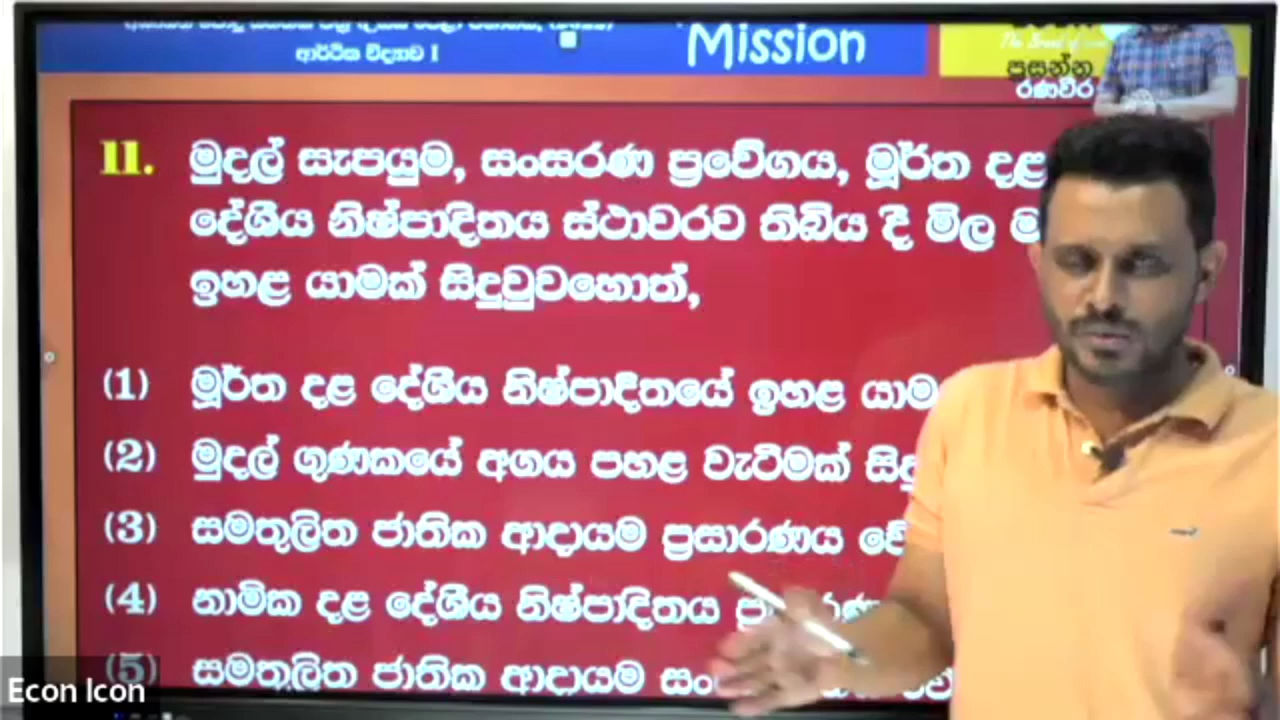 ආර්ථික විද්‍යාව I
Mission
ප්‍රසන්න
රණවීර
11. මුදල් සැපයුම, සංසරණ ප්‍රවේගය, මූර්ත දළ
දේශීය නිෂ්පාදිතය ස්ථාවරව තිබිය දී මිල
ඉහළ යාමක් සිදුවුවහොත්,
(1) මූර්ත දළ දේශීය නිෂ්පාදිතයේ ඉහළ
(2) මුදල් ගුණකයේ අගය පහළ වැටීමක්
(3) සමතුලිත ජාතික ආදායම ප්‍රසාරණය
(4) නාමික දළ දේශීය නිෂ්පාදිතය
(5) සමතුලිත ජාතික ආදායම
Econ Icon